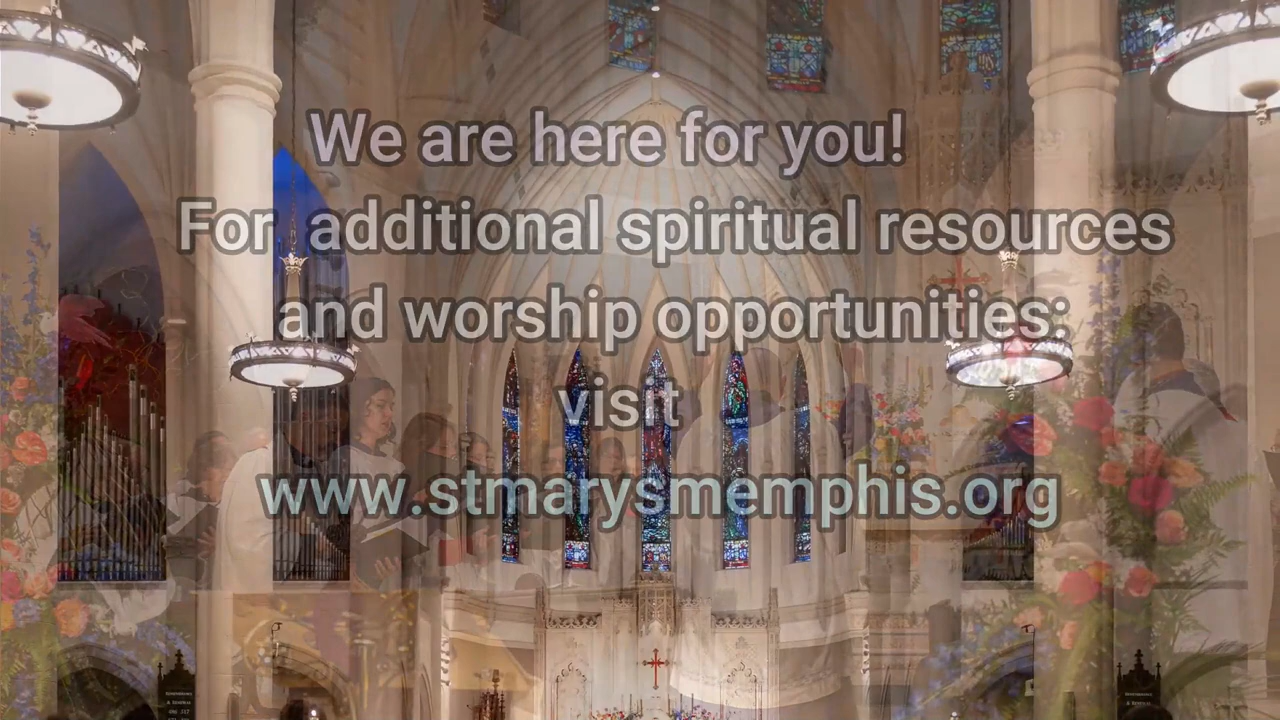 We are here for you!
For additional spiritual resources
and worship opportunities:
visit
www.stmarysmemphis.org